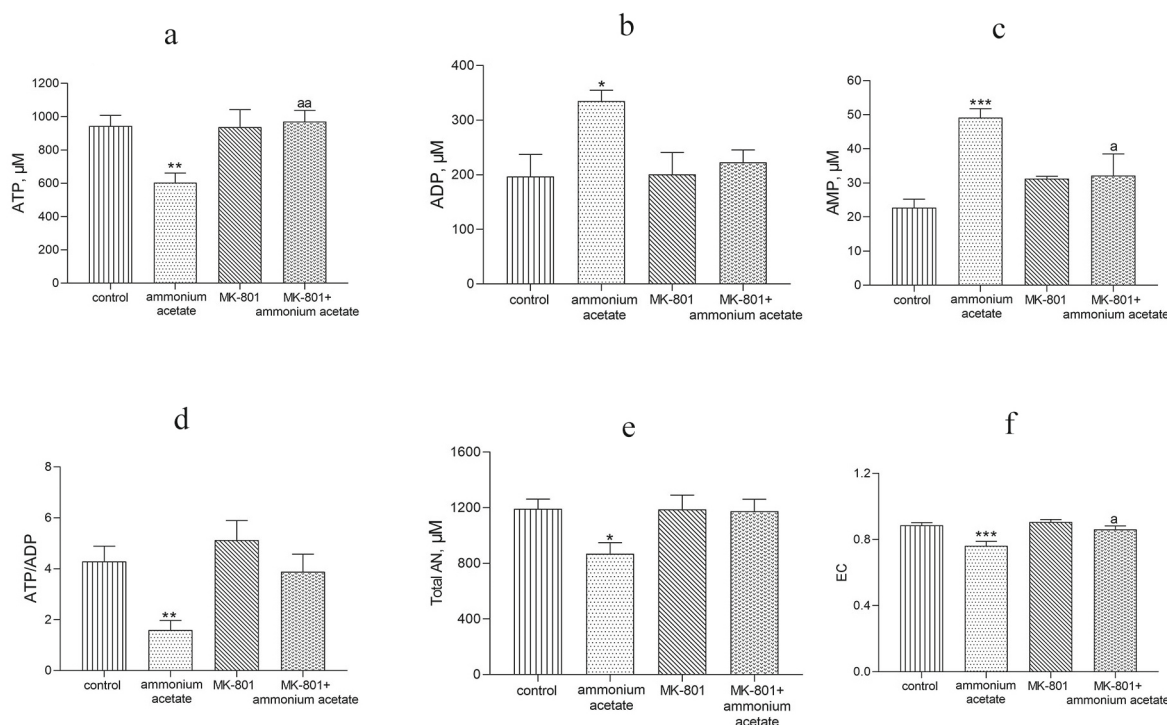 a
ATP, µM
1200
1000
800
600
400
200
0
**
aa
control
ammonium
acetate
MK-801
MK-801+
ammonium acetate
b
ADP, µM
400
300
200
200
0
*
control
ammonium
acetate
MK-801
MK-801+
ammonium acetate
c
AMP, µM
60
50
40
30
20
10
0
***
a
control
ammonium
acetate
MK-801
MK-801+
ammonium acetate
d
ATP/ADP
8
6
4
2
0
**
control
ammonium
acetate
MK-801
MK-801+
ammonium acetate
e
Total AN, µM
1600
1200
800
400
0
*
control
ammonium
acetate
MK-801
MK-801+
ammonium
acetate
f
EC
1.2
0.8
0.4
0.0
***
a
control
ammonium
acetate
MK-801
MK-801+
ammonium acetate